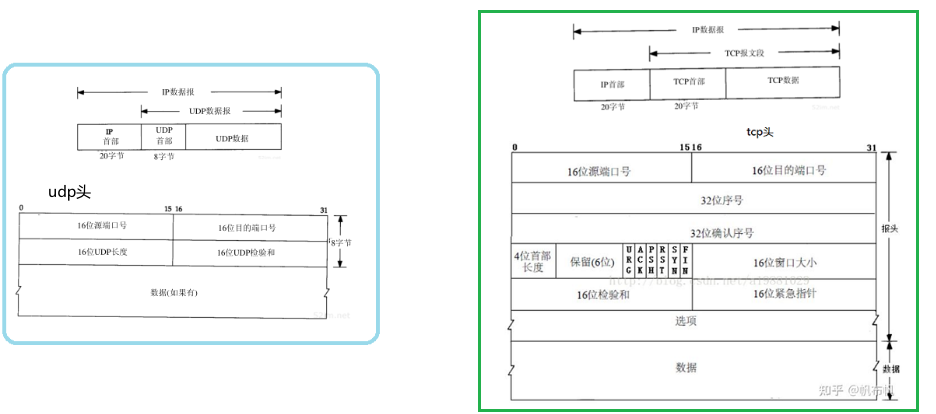 IP数据报
UDP数据报
IP
首部
UDP
首部
UDP数据
20字节
8字节
udp头
0
15 16
31
16位源端口号
16位目的端口号
16位UDP长度
16位UDP检验和
8字节
数据(如果有)
IP数据报
TCP报文段
IP首部
TCP首部
TCP数据
20字节
20字节
tcp头
0
15 16
31
16位源端口号
16位目的端口号
32位序号
32位确认序号
报头
4位首部
长度
保留(6位)
URG
ACK
PSH
RST
SYN
FIN
16位窗口大小
16位检验和
16位紧急指针
选项
数据
数据
知乎 @帆布帆